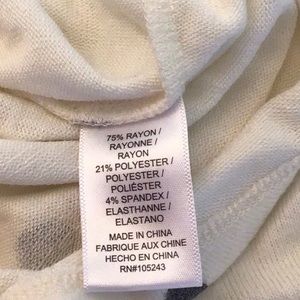 75% RAYON /
RAYONNE /
RAYON
21% POLYESTER /
POLYESTER /
POLIÉSTER
4% SPANDEX /
ELASTHANNE /
ELASTANO
MADE IN CHINA
FABRIQUE AUX CHINE
HECHO EN CHINA
RN#105243